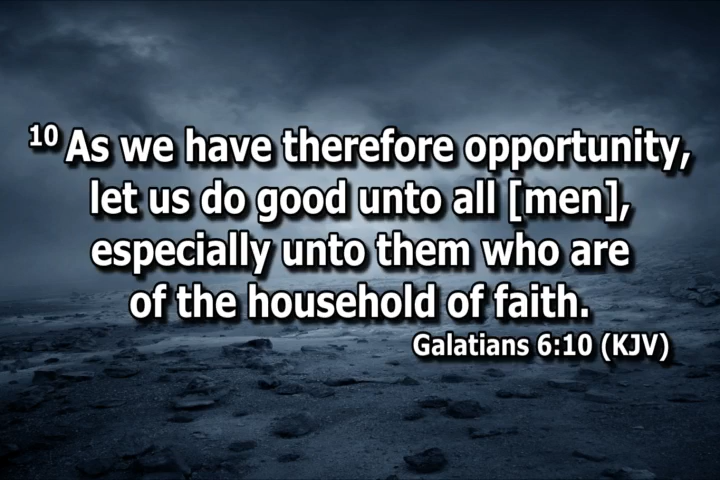 10 As we have therefore opportunity,
let us do good unto all [men],
especially unto them who are
of the household of faith.
Galatians 6:10 (KJV)